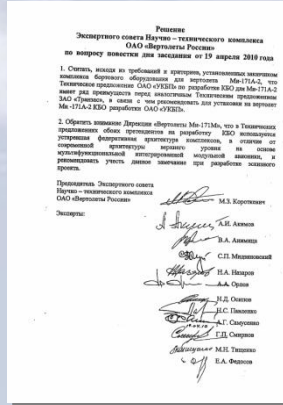 Решение
Экспертного совета Научно – технического комплекса
ОАО «Вертолеты России»
по вопросу повестки дня заседания от 19 апреля 2010 года
1. Считать, исходя из требований и критериев, установленных заказчиком
комплекса бортового оборудования для вертолета Ми-171А-2, что
Техническое предложение ОАО «УКБП» по разработке КБО для Ми-171А-2
имеет ряд преимуществ перед аналогичным Техническим предложением
ЗАО «Транзас», в связи с чем рекомендовать для установки на вертолет
Ми -171А-2 КБО разработки ОАО «УКБП».
2. Обратить внимание Дирекции «Вертолеты Ми-171М», что в Технических
предложениях обоих претендентов на разработку КБО используется
устаревшая федеративная архитектура комплексов, в отличие от
современной архитектуры верхнего уровня на основе
мультифункциональной интегрированной модульной авионики, и
рекомендовать учесть данное замечание при разработке эскизного
проекта.
Председатель Экспертного совета
Научно – технического комплекса
ОАО «Вертолеты России»
М.З. Короткевич
Эксперты:
А.И. Акимов
В.А. Анимица
С.П.
Н.А. Назаров
А.А. Орлов
Н.Д. Осипов
Н.С. Павленко
А.Г. Самусенко
Г.П. Смирнов
М.Н. Тищенко
Е.А. Федосов